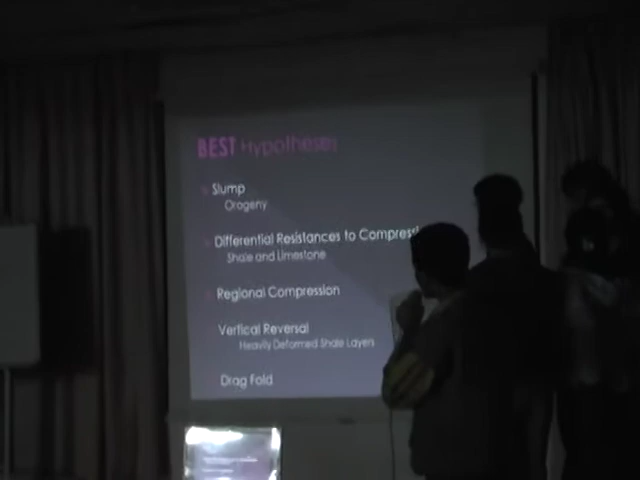 BEST Hypotheses
Slump
Orogeny
Differential Resistances to Compressi
Shale and Limestone
Regional Compression
Vertical Reversal
Heavily Deformed Shale Layers
Drag Fold